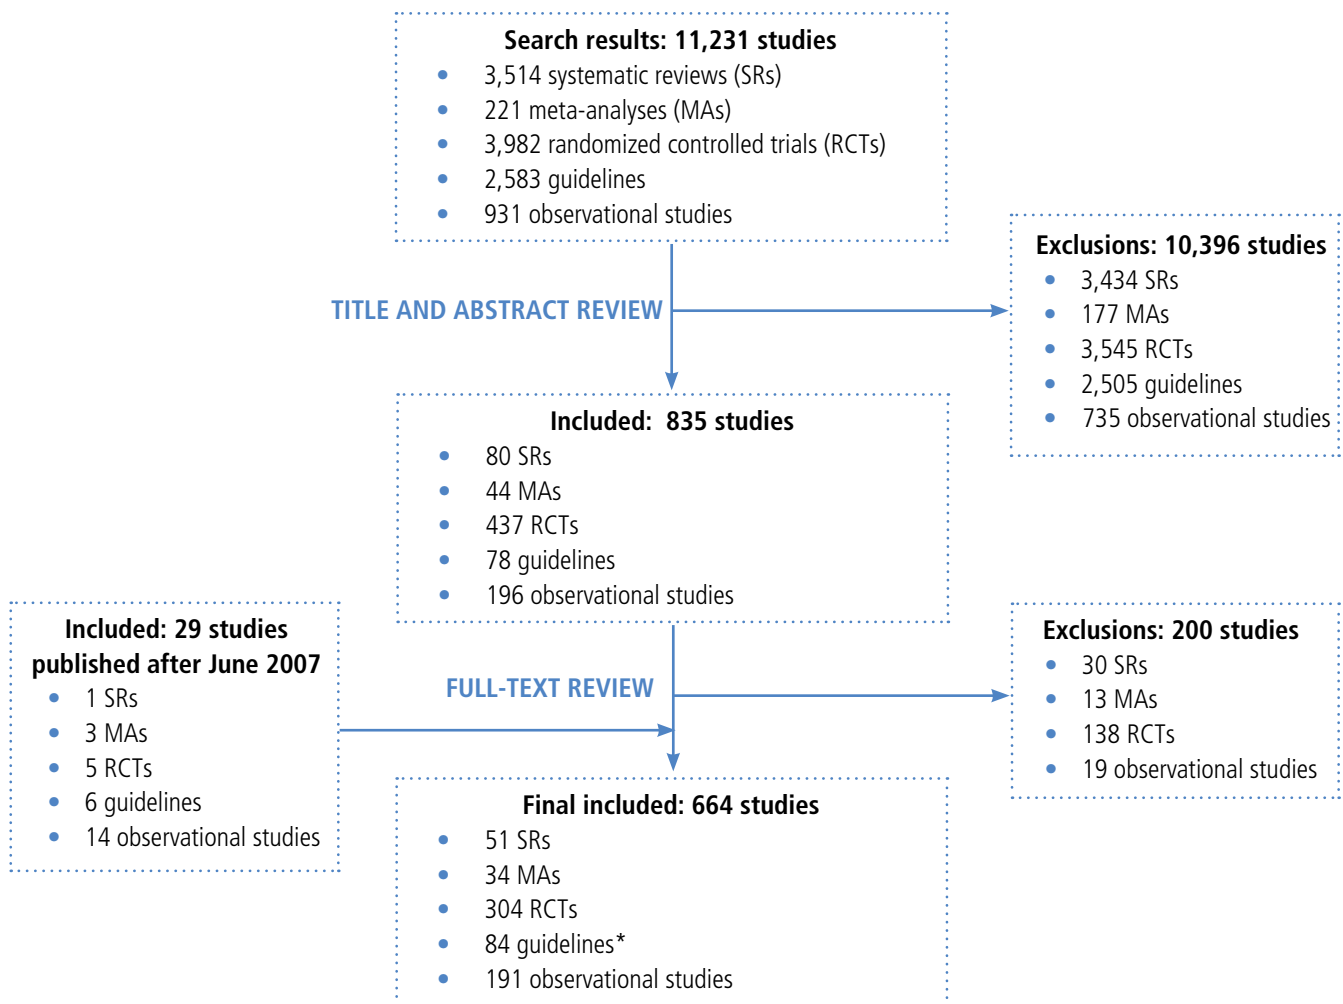 Search results: 11,231 studies
• 3,514 systematic reviews (SRs)
• 221 meta-analyses (MAs)
• 3,982 randomized controlled trials (RCTs)
• 2,583 guidelines
• 931 observational studies
TITLE AND ABSTRACT REVIEW
Exclusions: 10,396 studies
• 3,434 SRs
• 177 MAs
• 3,545 RCTs
• 2,505 guidelines
• 735 observational studies
Included: 835 studies
• 80 SRs
• 44 MAs
• 437 RCTs
• 78 guidelines
• 196 observational studies
Included: 29 studies
published after June 2007
• 1 SRs
• 3 MAs
• 5 RCTs
• 6 guidelines
• 14 observational studies
FULL-TEXT REVIEW
Exclusions: 200 studies
• 30 SRs
• 13 MAs
• 138 RCTs
• 19 observational studies
Final included: 664 studies
• 51 SRs
• 34 MAs
• 304 RCTs
• 84 guidelines*
• 191 observational studies